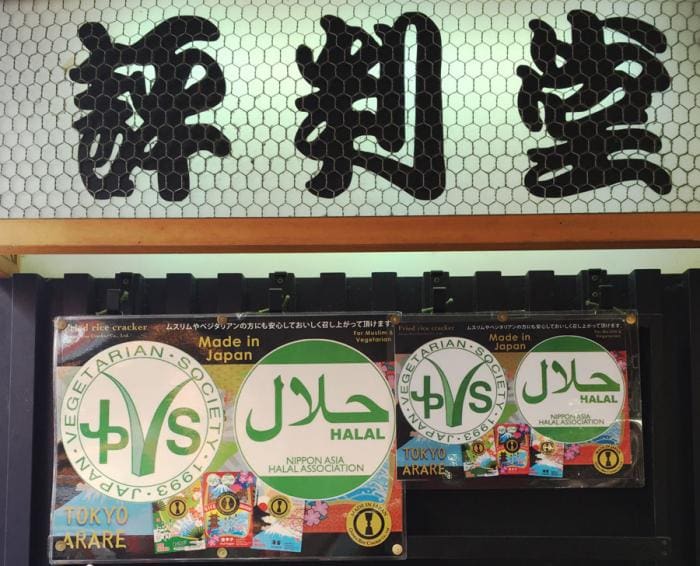 評判堂
Fried rice cracker
ムスリムやベジタリアンの方にも安心しておいしく召し上がって頂けます
For Muslim &
Vegetarian
Made in
Japan
VEGETARIAN · SOCIETY
JPVS
· 1993 · JAPAN ·
حلال
HALAL
NIPPON ASIA
HALAL ASSOCIATION
TOKYO
ARARE
Fried rice cracker
ムスリムやベジタリアンの方にも安心しておいしく召し上がって頂けます
For Muslim &
Vegetarian
Made in
Japan
VEGETARIAN · SOCIETY
JPVS
· 1993 · JAPAN ·
حلال
HALAL
NIPPON ASIA
HALAL ASSOCIATION
TOKYO
ARARE